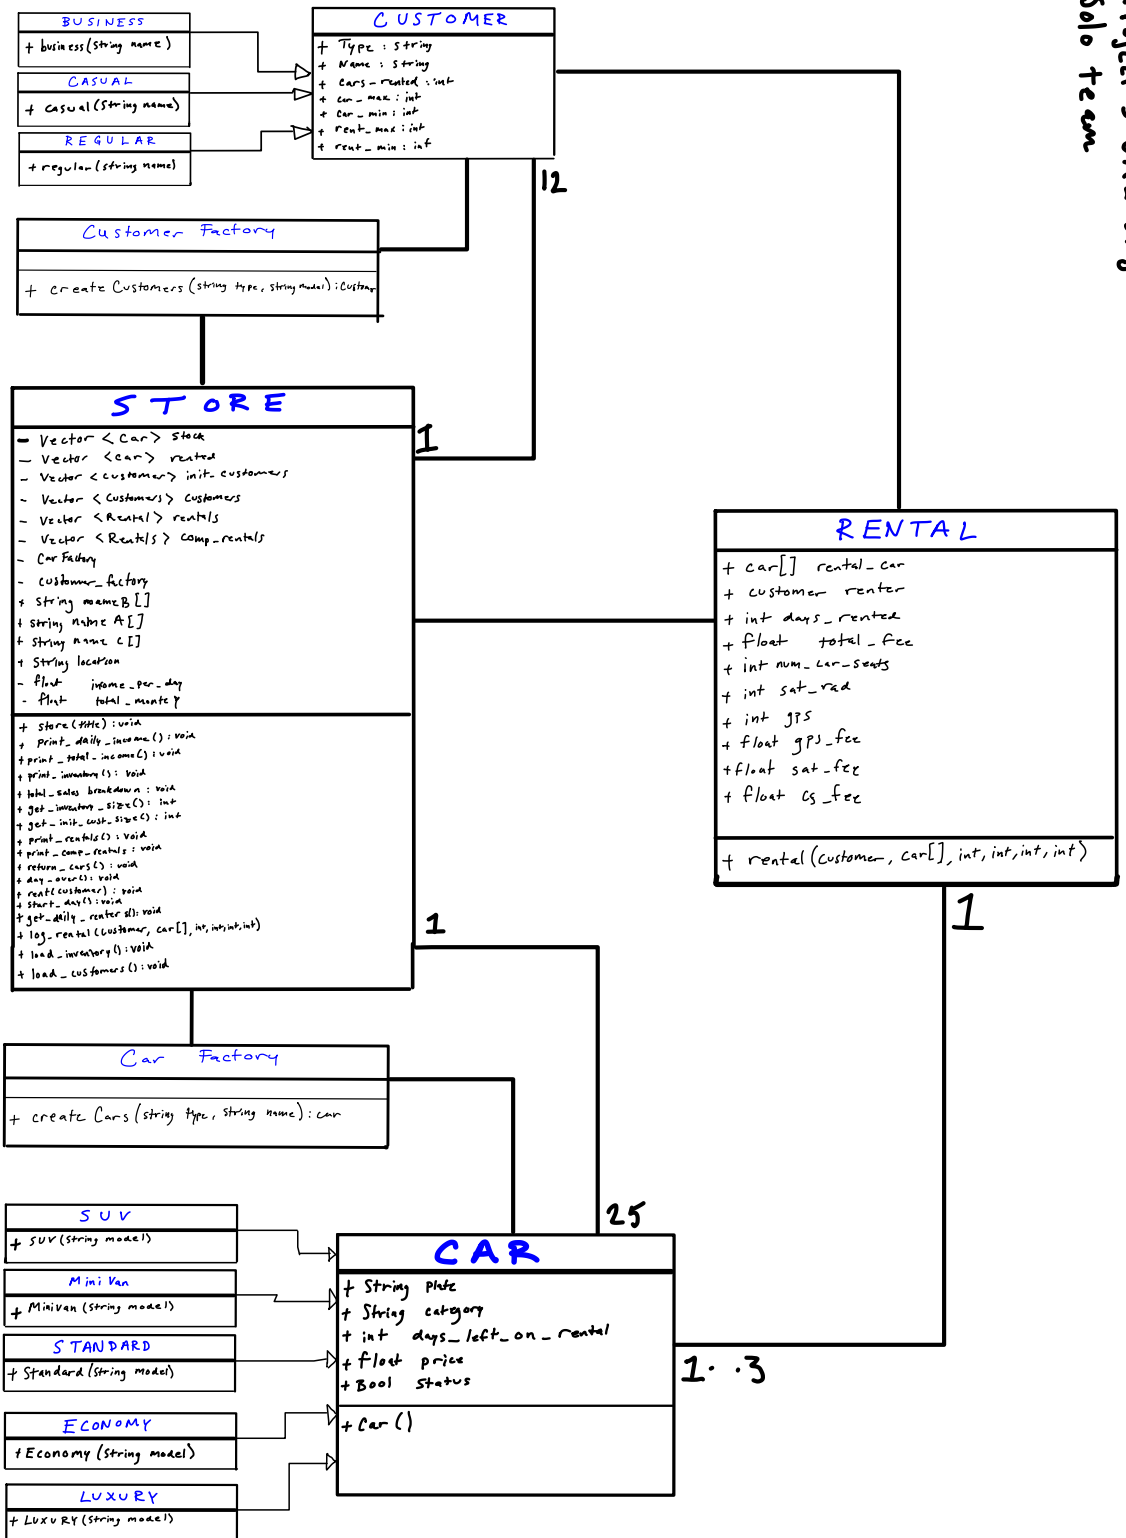 BUSINESS
+ business(String name)
CASUAL
+ casual(String name)
REGULAR
+ regular(string name)
CUSTOMER
+ Type : string
+ Name : string
+ cars_rented : int
+ car_max : int
+ car_min : int
+ rent_max : int
+ rent_min : int
Solo team
12
Customer Factory
+ create Customers (string type, string model) : Custom
STORE
- Vector <Car> stock
- Vector <Car> rented
- Vector <customer> init_customers
- Vector <Customers> customers
- Vector <Rental> rentals
- Vector <Rentals> comp_rentals
- Car Factory
- customer_factory
+ string nameB[]
+ string name A[]
+ String name C[]
+ String location
- float income_per_day
- float total_money
+ store(title) : void
+ print_daily_income() : void
+ print_total_income() : void
+ print_inventory() : void
+ total_sales breakdown : void
+ get_inventory_size() : int
+ get_init_cust_size() : int
+ print_rentals() : void
+ print_comp_rentals : void
+ return_cars() : void
+ day_over() : void
+ rent(customer) : void
+ start_day() : void
+ get_daily_renters() : void
+ log_rental(customer, car[], int, int, int, int)
+ load_inventory() : void
+ load_customers() : void
1
1
RENTAL
+ car[] rental_car
+ customer renter
+ int days_rented
+ float total_fee
+ int num_car_seats
+ int sat_rad
+ int gps
+ float gps_fee
+ float sat_fee
+ float cs_fee
+ rental(customer, car[], int, int, int, int)
1
Car Factory
+ create Cars(string type, string name) : car
SUV
+ SUV(String model)
Mini Van
+ Minivan (String model)
STANDARD
+ Standard (String model)
ECONOMY
+ Economy (String model)
LUXURY
+ LUXURY(String model)
25
CAR
+ String plate
+ String category
+ int days_left_on_rental
+ float price
+ Bool status
+ Car ()
1..3